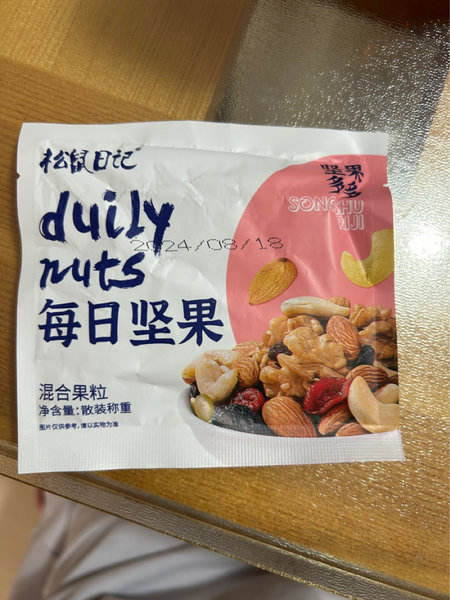 松鼠日记
坚果
多多
SONGSHU
RIJI
duily
2024/08/18
nuts
每日坚果
混合果粒
净含量:散装称重
图片仅供参考,请以实物为准